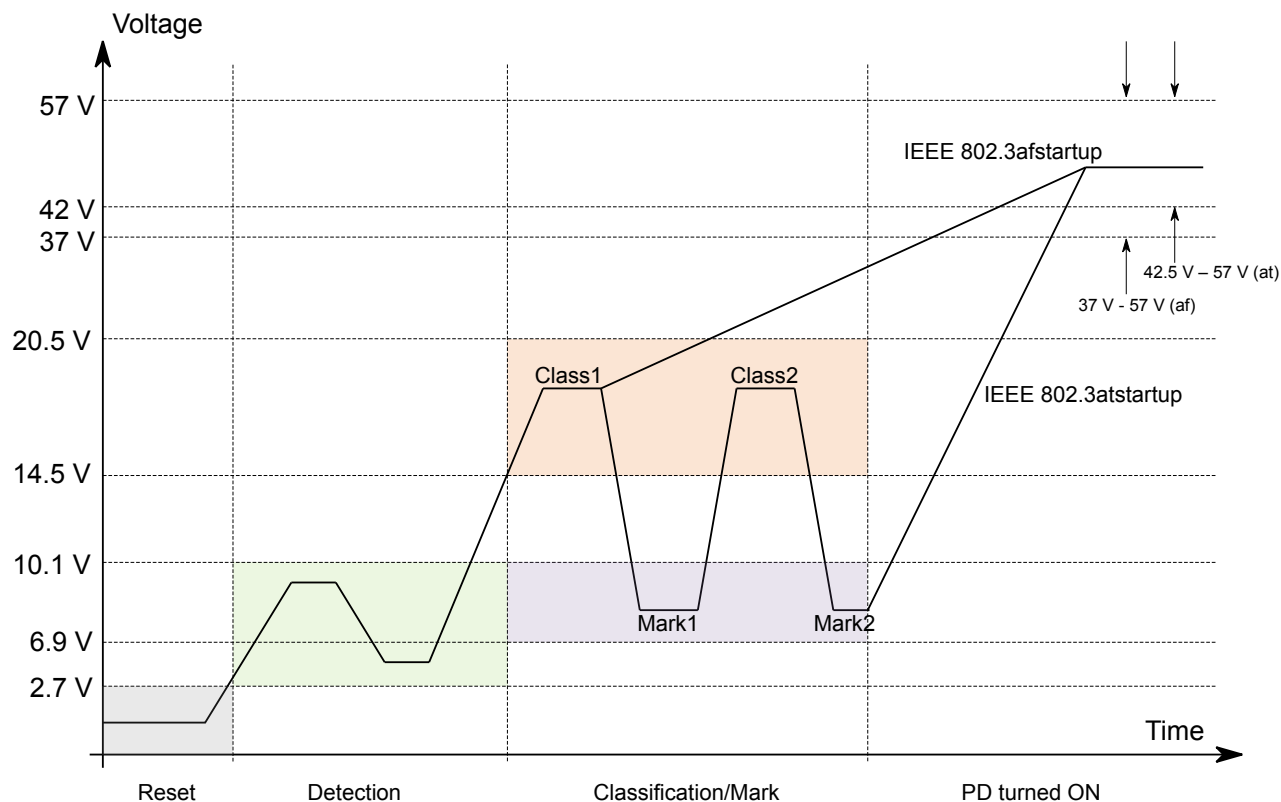 Voltage
57 V
IEEE 802.3afstartup
42 V
37 V
42.5 V – 57 V (at)
37 V - 57 V (af)
20.5 V
Class1
Class2
IEEE 802.3atstartup
14.5 V
10.1 V
Mark1
Mark2
6.9 V
2.7 V
Time
Reset
Detection
Classification/Mark
PD turned ON